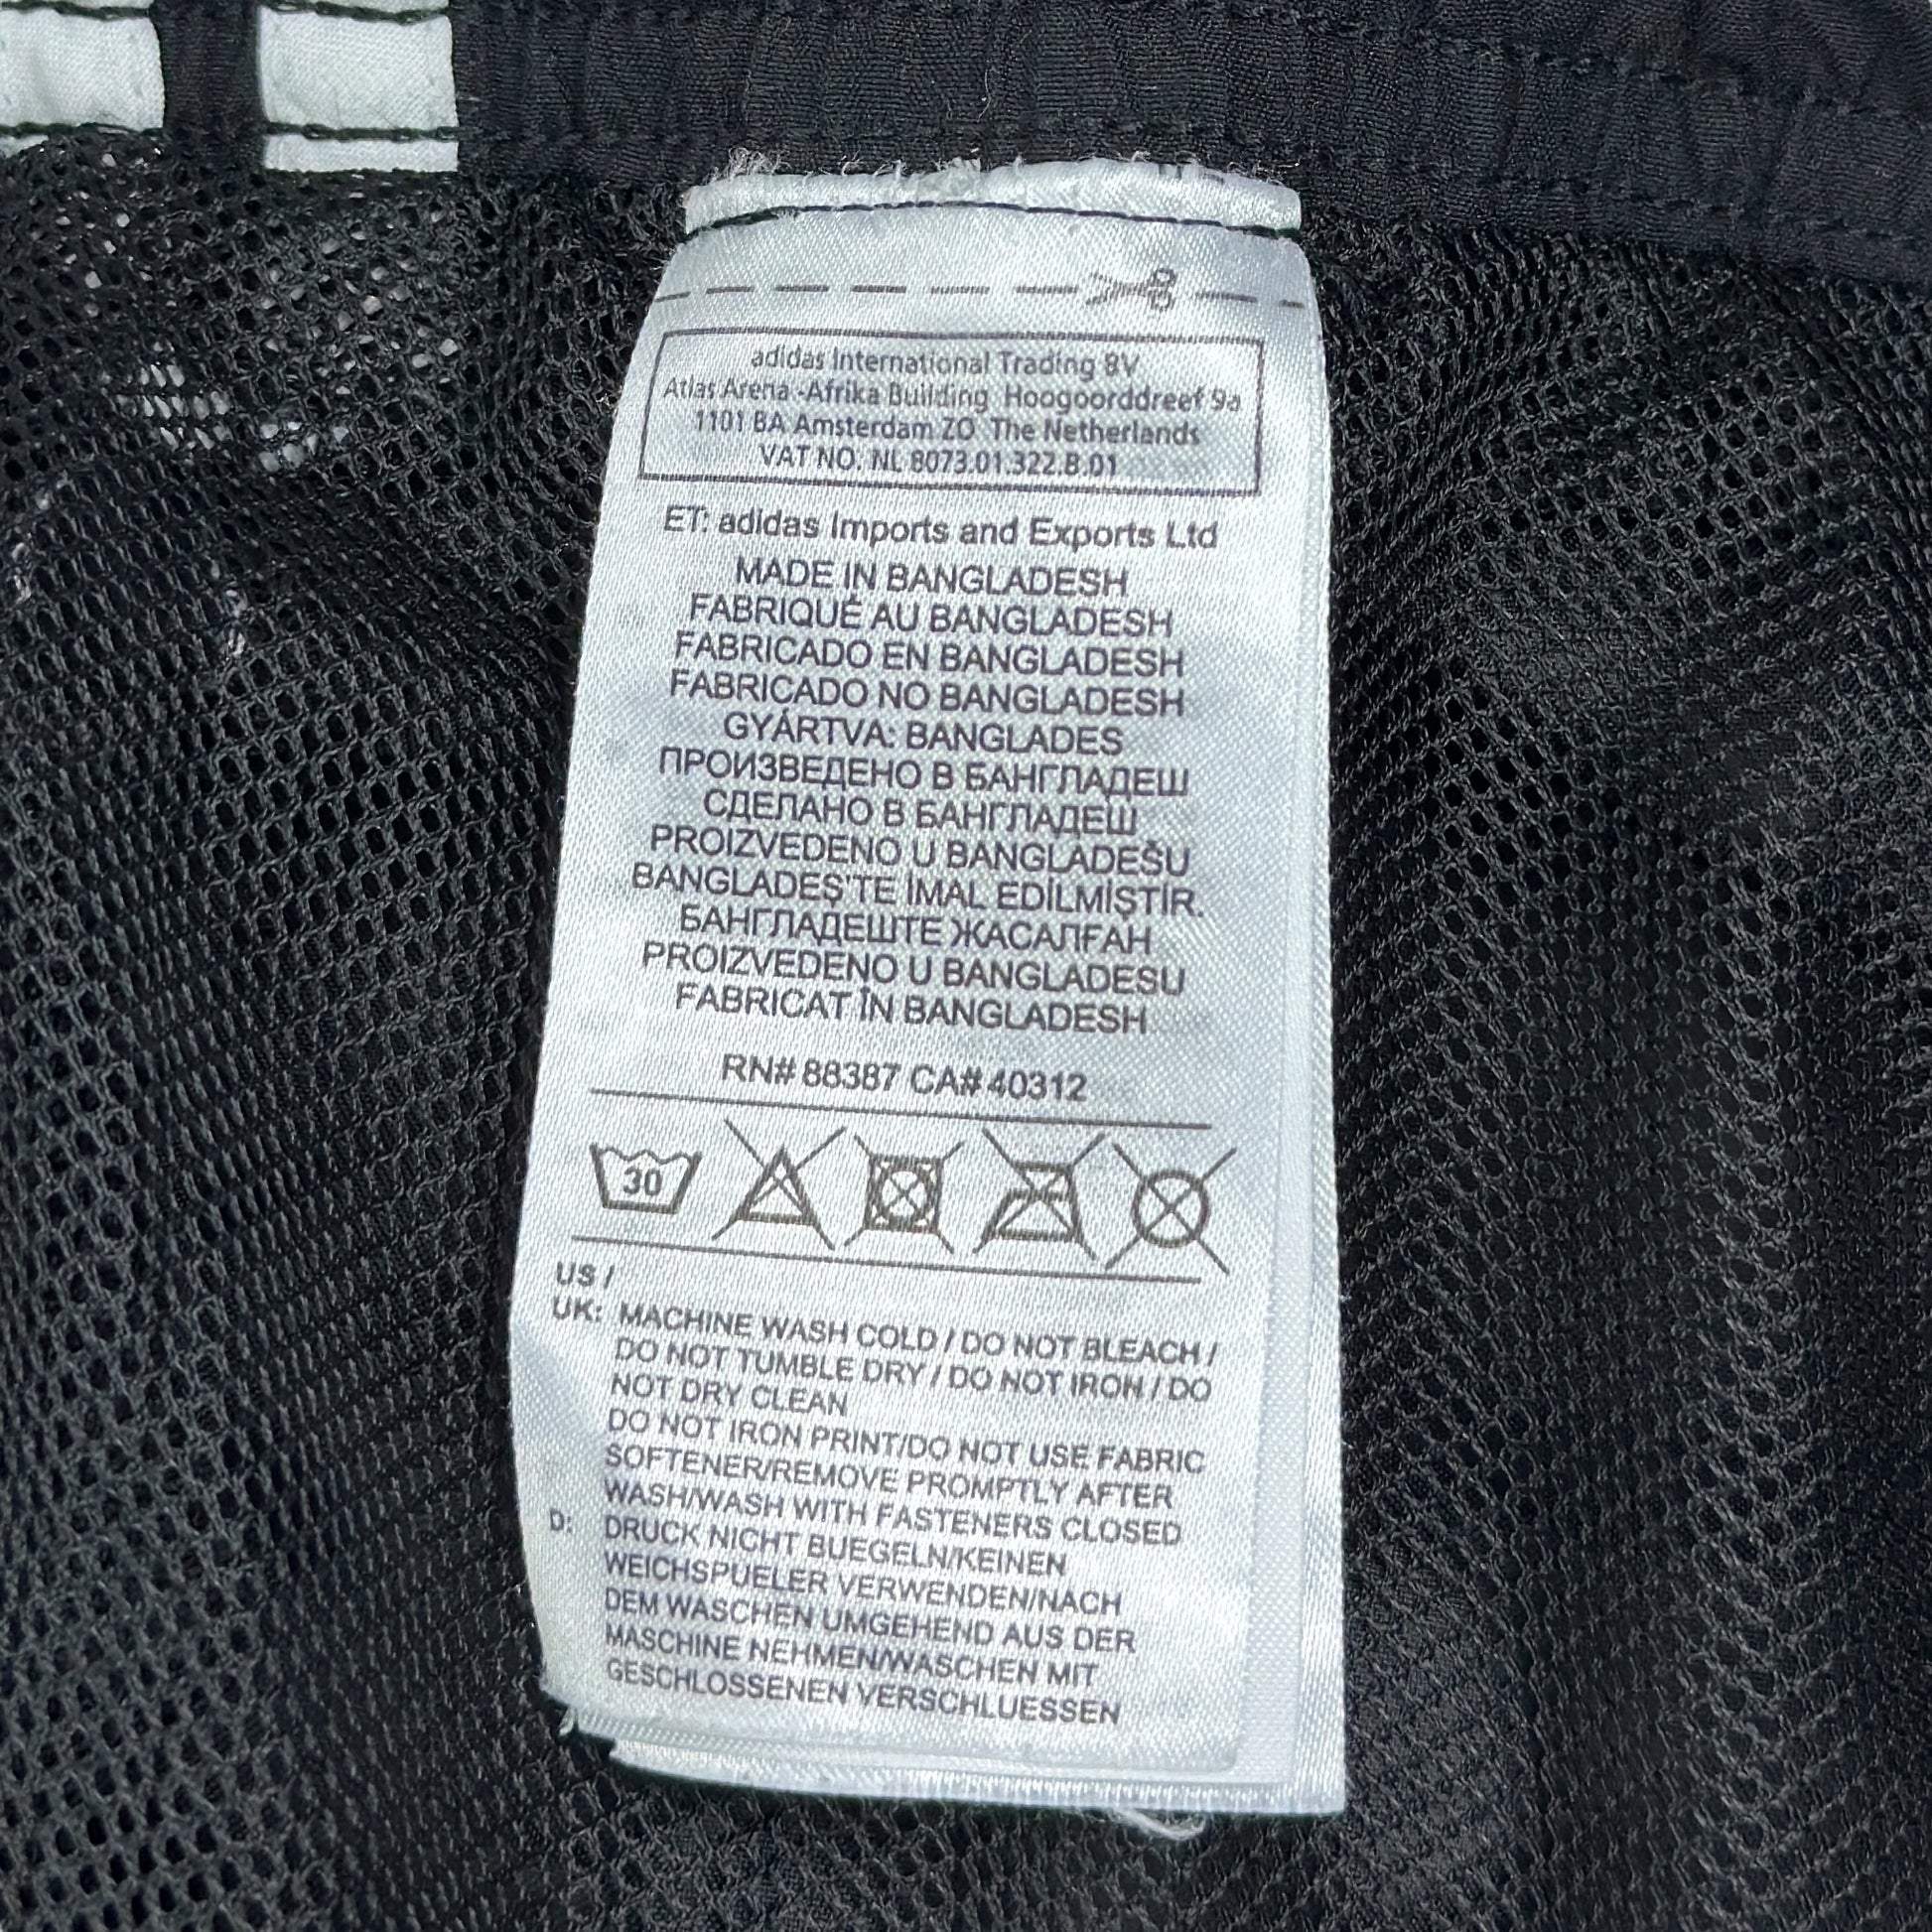 adidas International Trading BV
Atlas Arena -Afrika Building Hoogoorddreef 9a
1101 BA Amsterdam ZO The Netherlands
VAT NO. NL 8073.01.322.B.01
ET: adidas Imports and Exports Ltd
MADE IN BANGLADESH
FABRIQUÉ AU BANGLADESH
FABRICADO EN BANGLADESH
FABRICADO NO BANGLADESH
GYÁRTVA: BANGLADES
ПРОИЗВЕДЕНО В БАНГЛАДЕШ
СДЕЛАНО В БАНГЛАДЕШ
PROIZVEDENO U BANGLADEŠU
BANGLADEŞ'TE İMAL EDİLMİŞTİR.
БАНГЛАДЕШТЕ ЖАСАЛҒАН
PROIZVEDENO U BANGLADESU
FABRICAT ÎN BANGLADESH
RN# 88387 CA# 40312
30
US /
UK: MACHINE WASH COLD / DO NOT BLEACH /
DO NOT TUMBLE DRY / DO NOT IRON / DO
NOT DRY CLEAN
DO NOT IRON PRINT/DO NOT USE FABRIC
SOFTENER/REMOVE PROMPTLY AFTER
WASH/WASH WITH FASTENERS CLOSED
D: DRUCK NICHT BUEGELN/KEINEN
WEICHSPUELER VERWENDEN/NACH
DEM WASCHEN UMGEHEND AUS DER
MASCHINE NEHMEN/WASCHEN MIT
GESCHLOSSENEN VERSCHLUESSEN